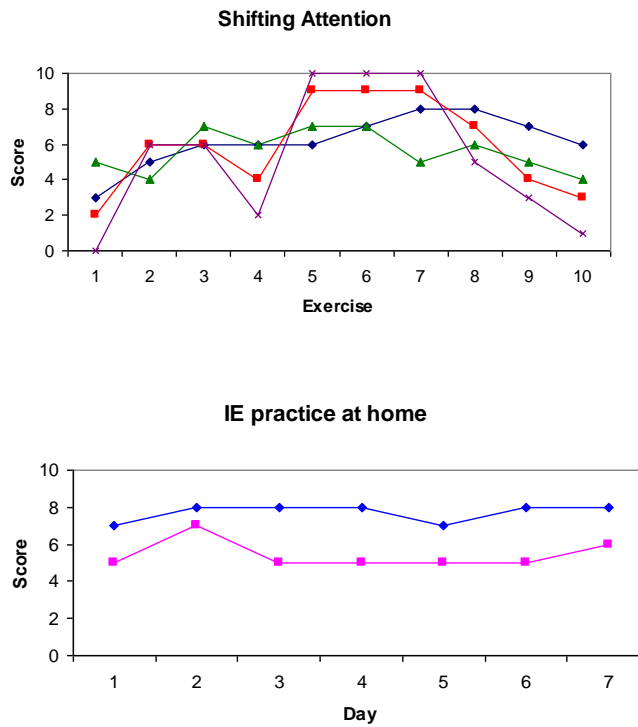 Shifting Attention
10
8
6
4
2
0
Score
1 2 3 4 5 6 7 8 9 10
Exercise
IE practice at home
10
8
6
4
2
0
Score
1 2 3 4 5 6 7
Day